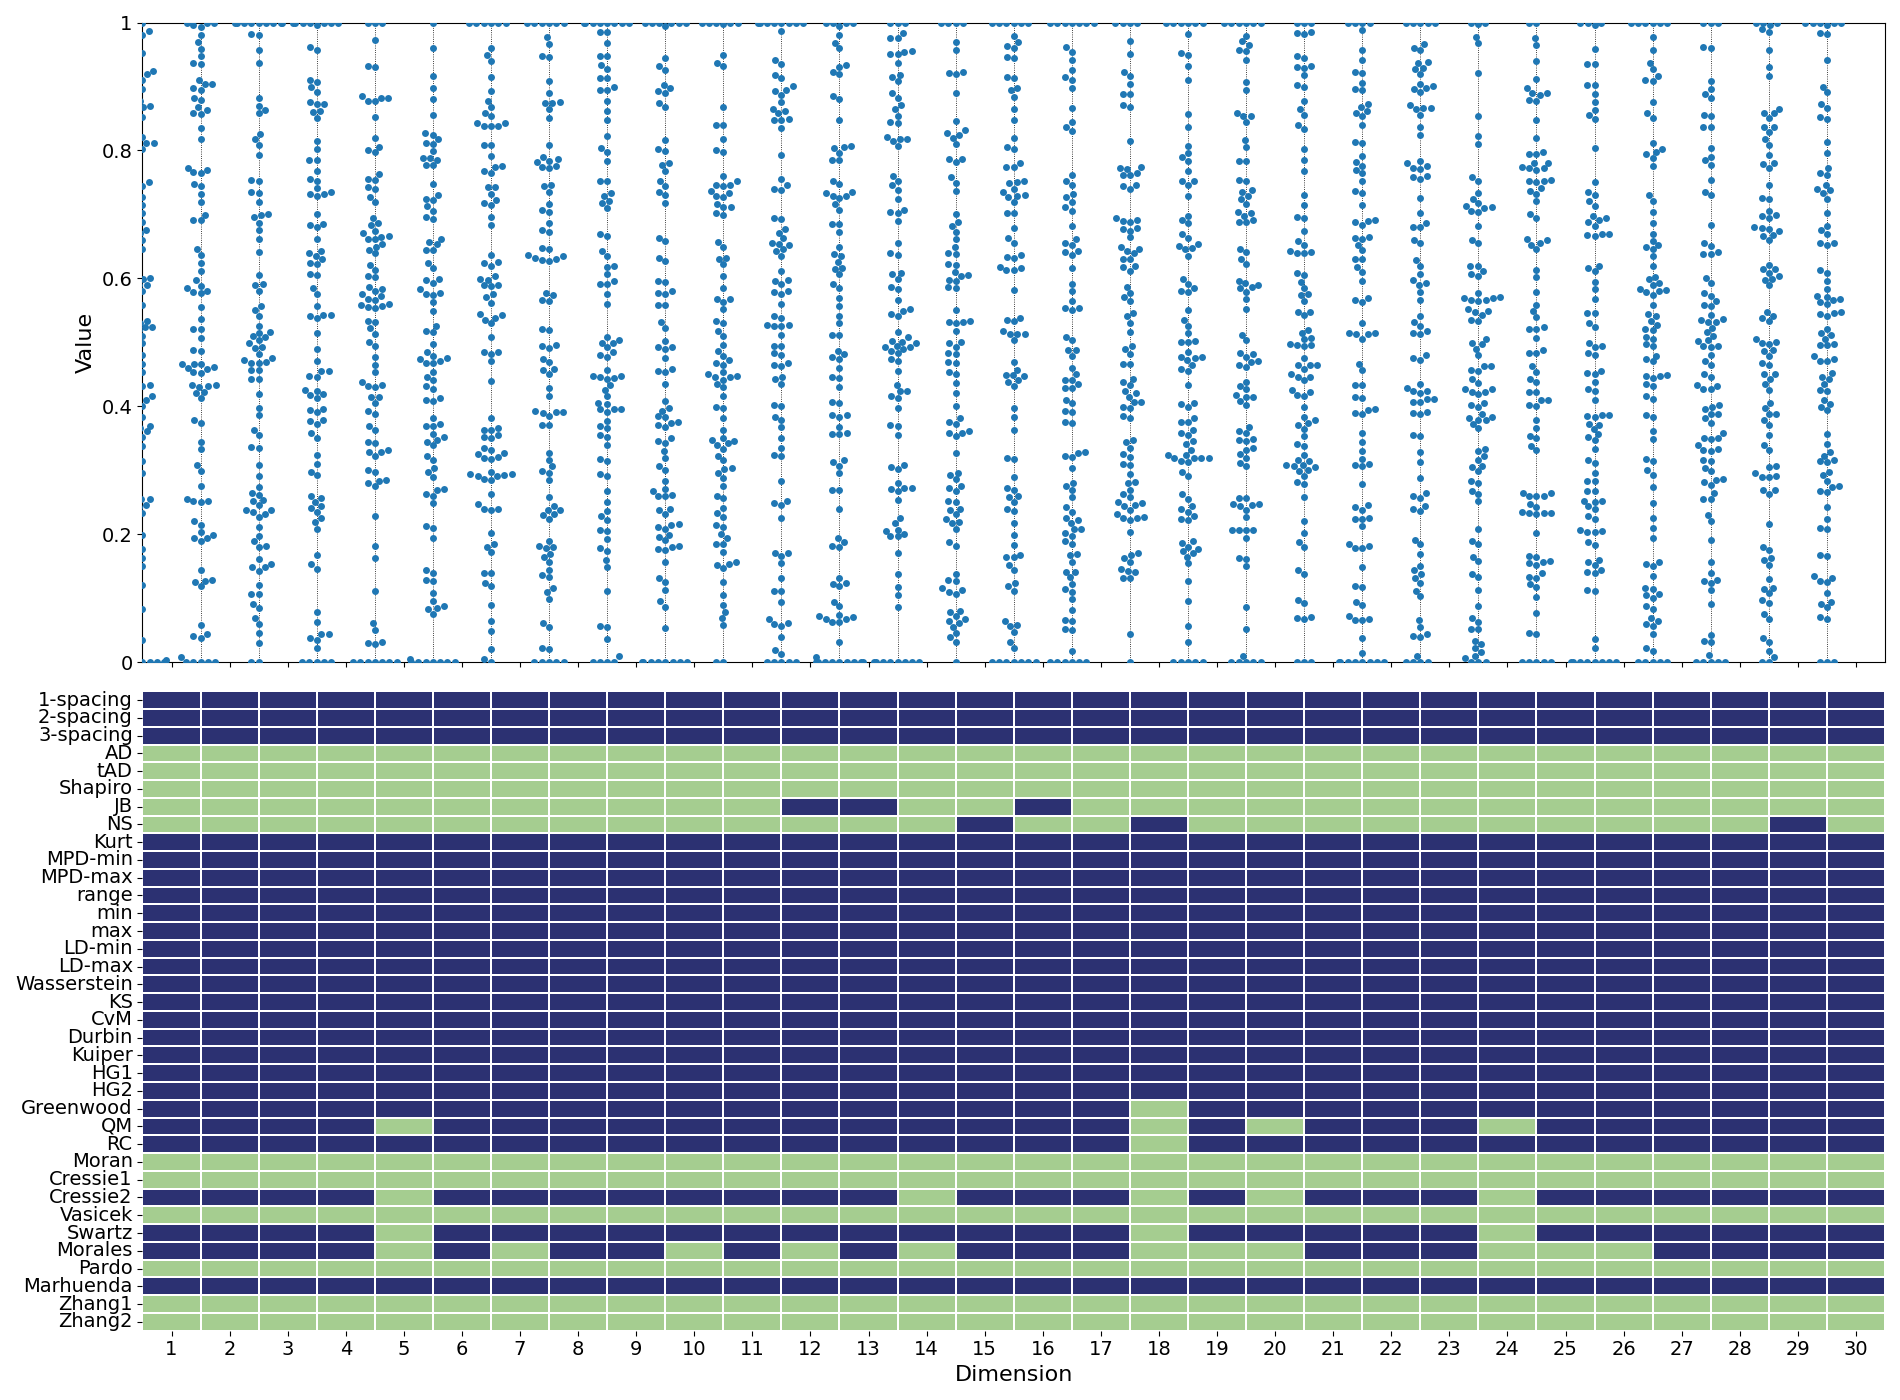 1
0.8
0.6
Value
0.4
0.2
0
1-spacing
2-spacing
3-spacing
AD
tAD
Shapiro
JB
NS
Kurt
MPD-min
MPD-max
range
min
max
LD-min
LD-max
Wasserstein
KS
CvM
Durbin
Kuiper
HG1
HG2
Greenwood
QM
RC
Moran
Cressie1
Cressie2
Vasicek
Swartz
Morales
Pardo
Marhuenda
Zhang1
Zhang2
1 2 3 4 5 6 7 8 9 10 11 12 13 14 15 16 17 18 19 20 21 22 23 24 25 26 27 28 29 30
Dimension